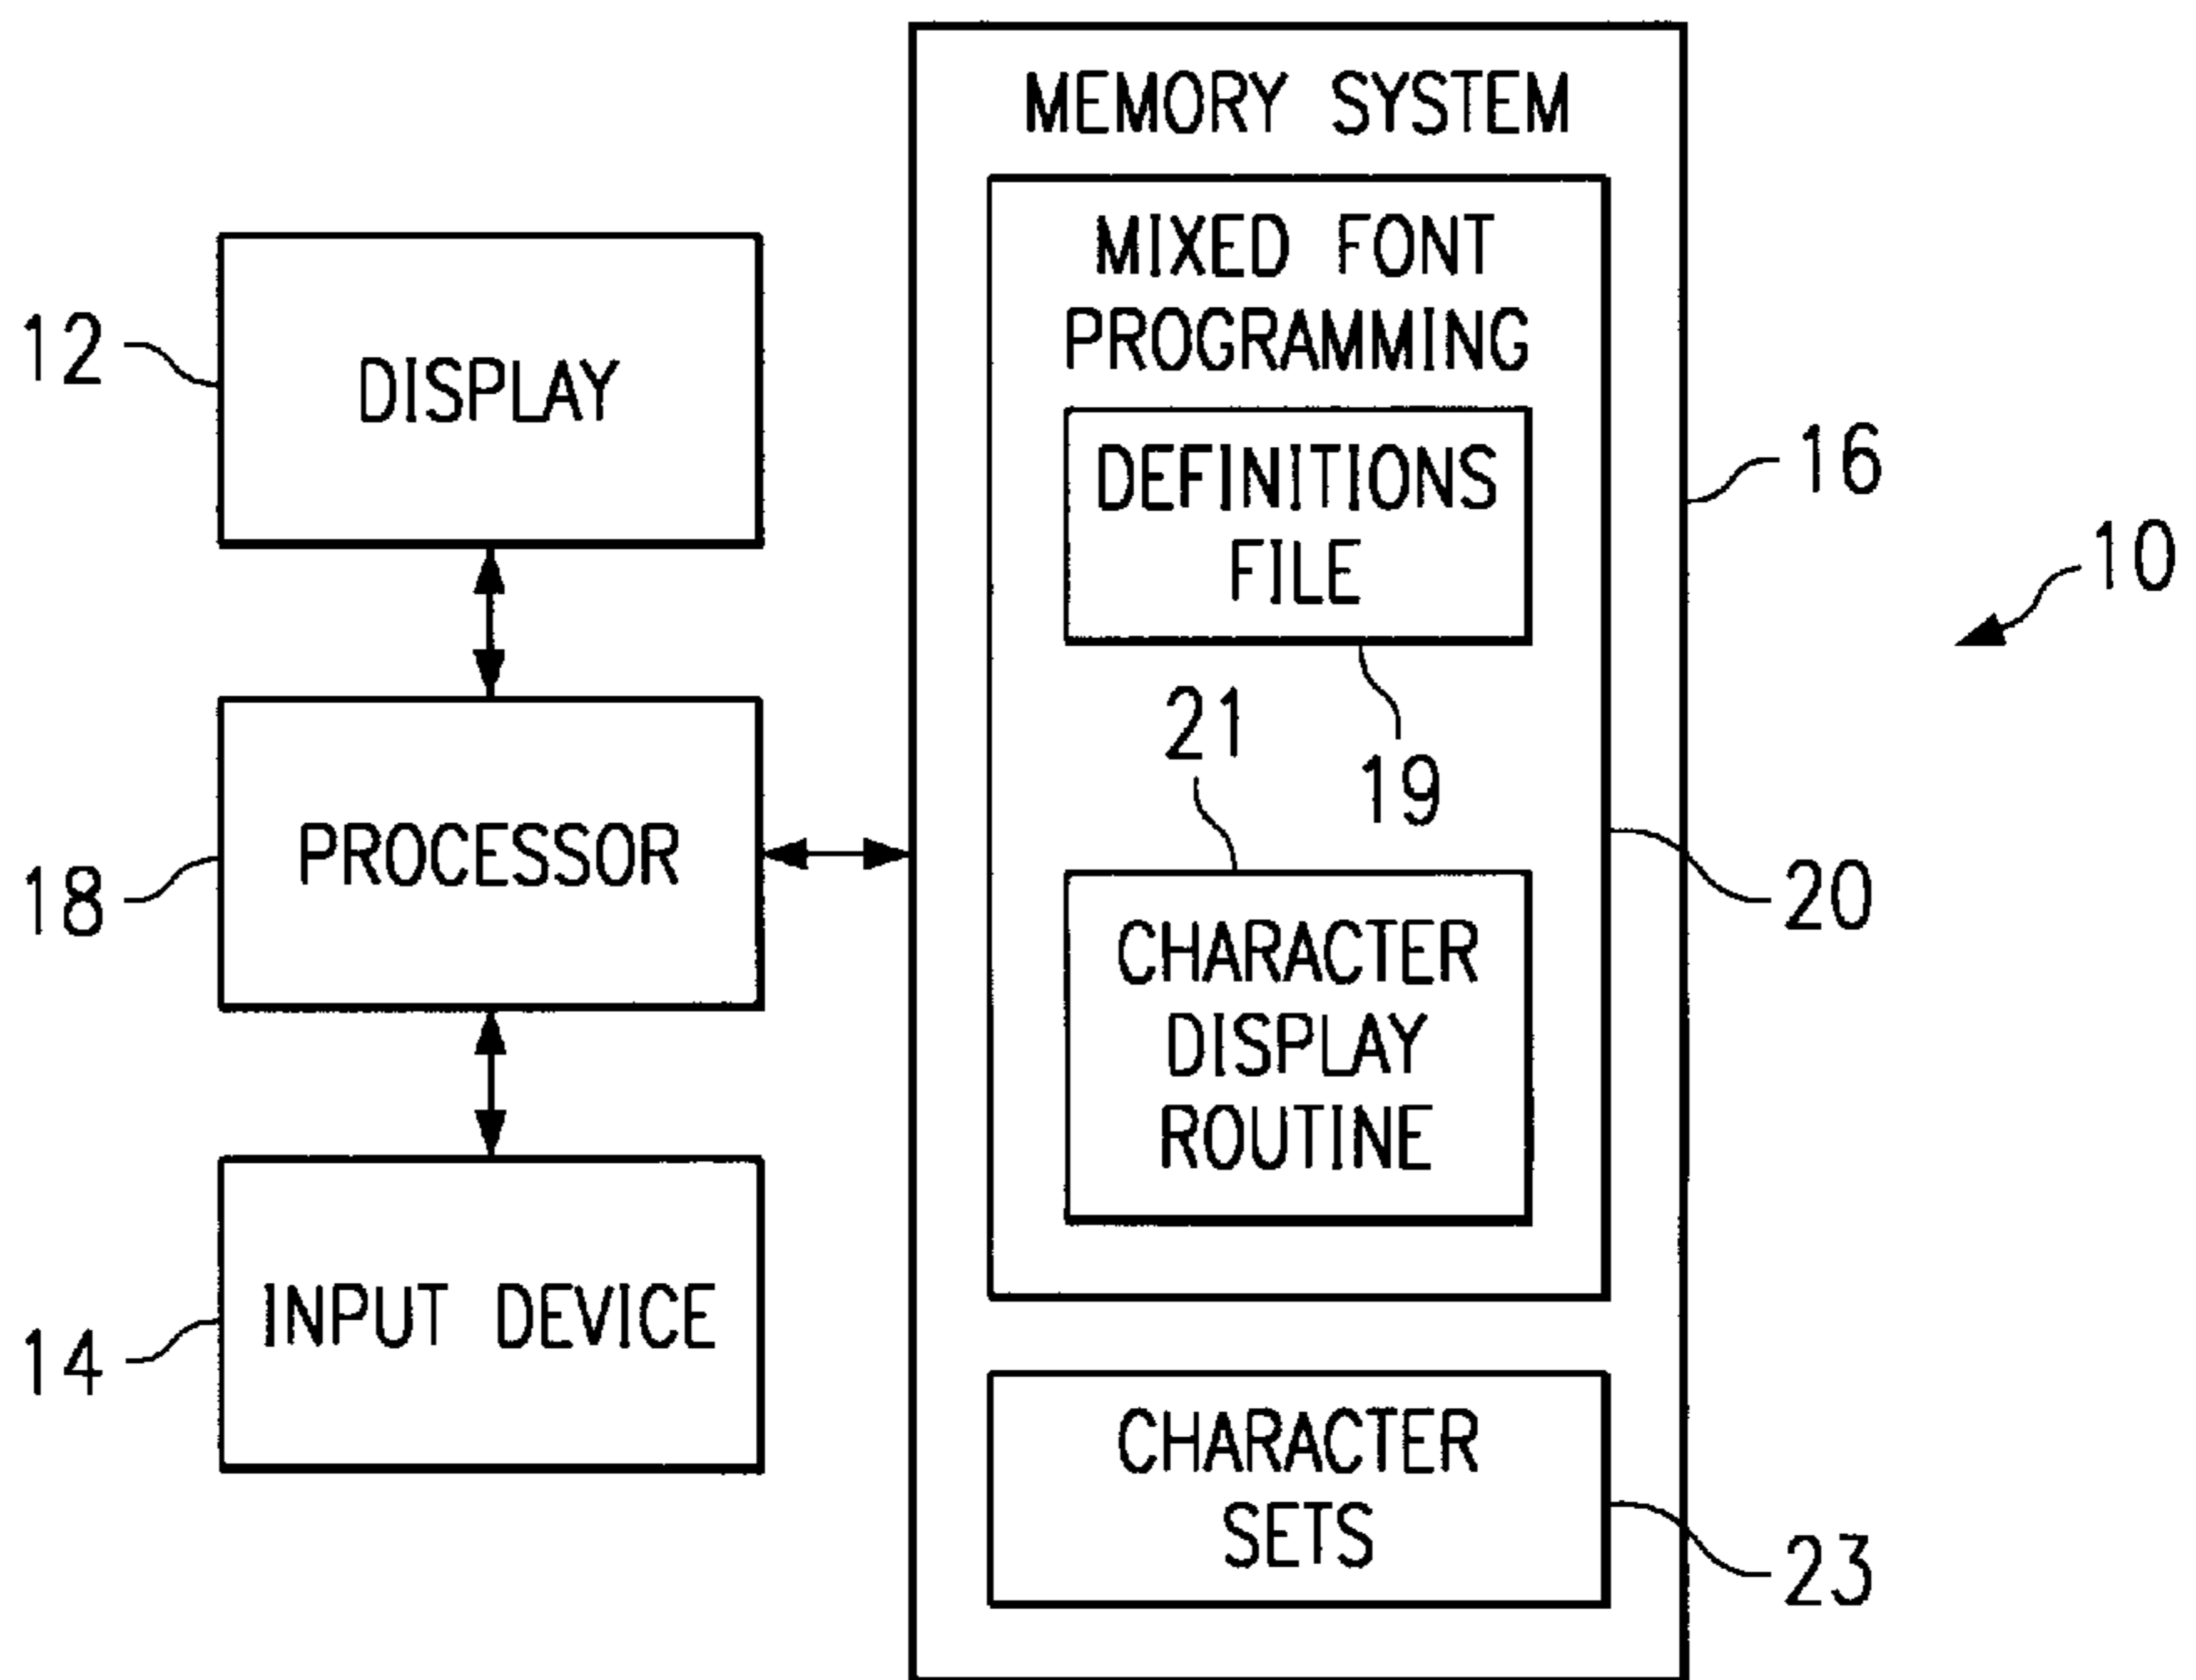 MEMORY SYSTEM
MIXED FONT
PROGRAMMING
DEFINITIONS
FILE
19
21
CHARACTER
DISPLAY
ROUTINE
CHARACTER
SETS
12
DISPLAY
18
PROCESSOR
14
INPUT DEVICE
16
10
20
23